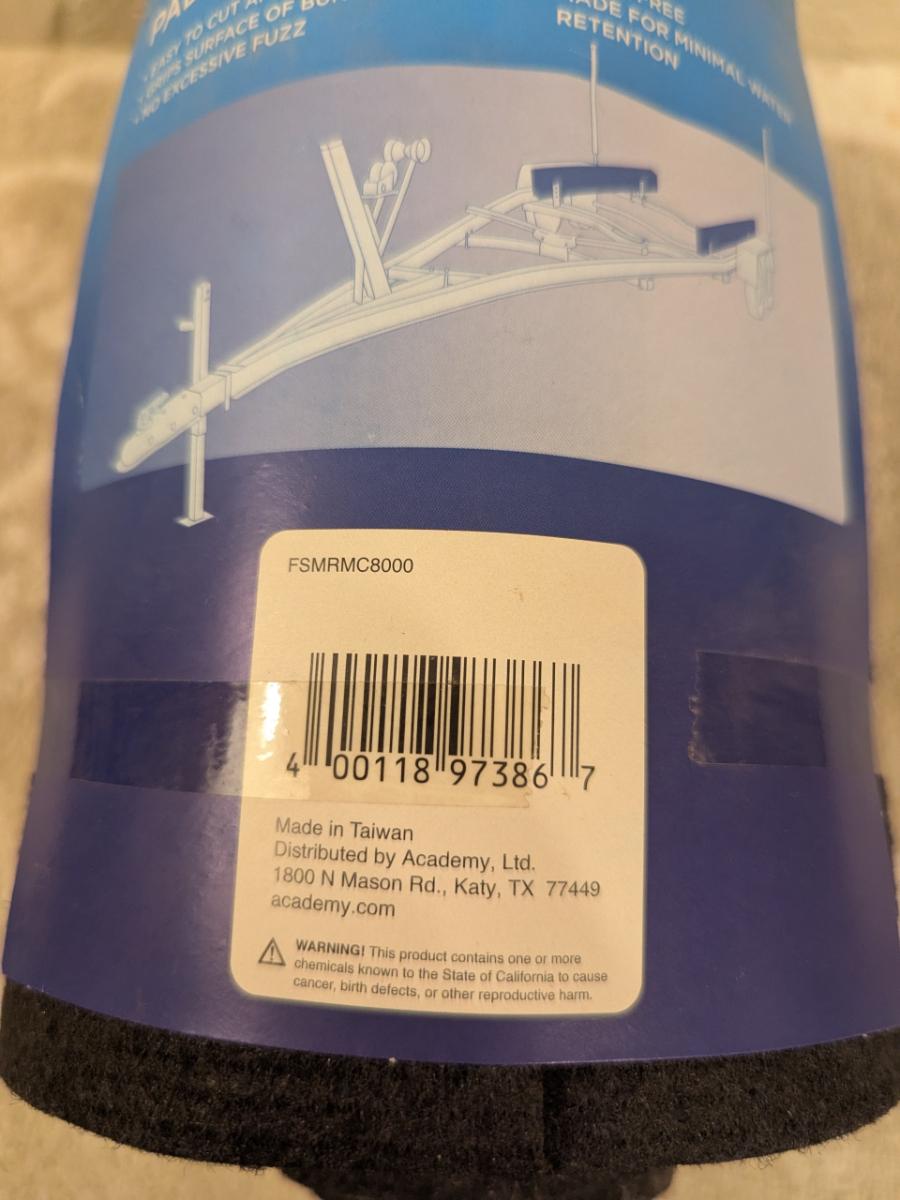 • EASY TO CUT
• GRIPS SURFACE OF
• NO EXCESSIVE FUZZ
MADE FOR MINIMAL WATER
RETENTION
FSMRMC8000
4 00118 97386 7
Made in Taiwan
Distributed by Academy, Ltd.
1800 N Mason Rd., Katy, TX 77449
academy.com
WARNING! This product contains one or more
chemicals known to the State of California to cause
cancer, birth defects, or other reproductive harm.